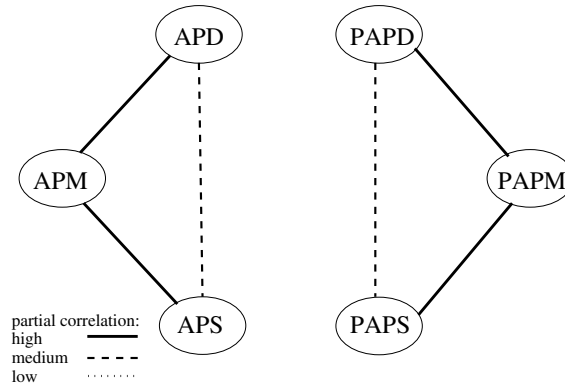 APD PAPD
APM PAPM
APS PAPS
partial correlation:
high
medium
low